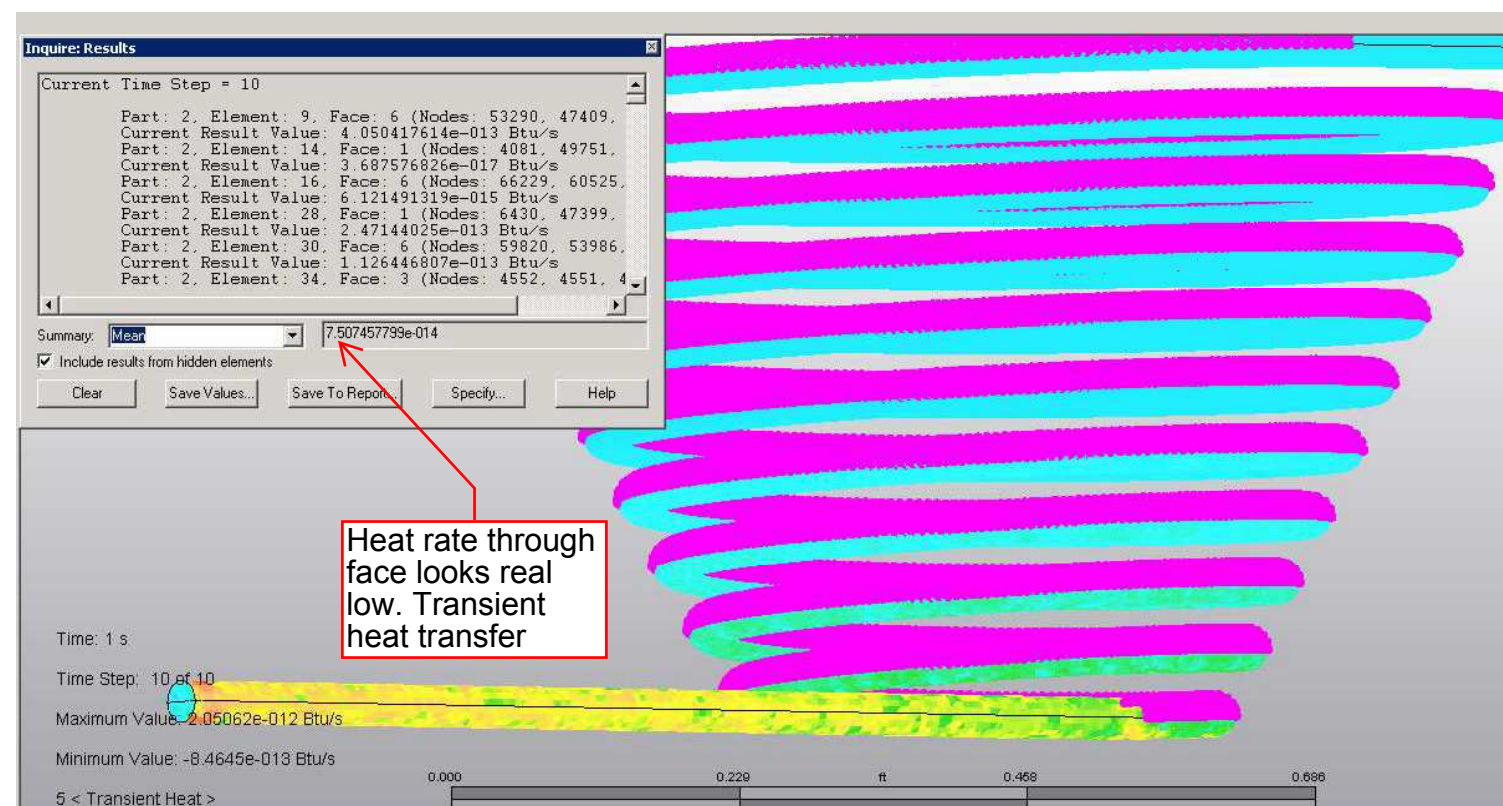 Inquire: Results
Current Time Step = 10
Part: 2, Element: 9, Face: 6 (Nodes: 53290, 47409,
Current Result Value: 4.050417614e-013 Btu/s
Part: 2, Element: 14, Face: 1 (Nodes: 4081, 49751,
Current Result Value: 3.687576826e-017 Btu/s
Part: 2, Element: 16, Face: 6 (Nodes: 66229, 60525,
Current Result Value: 6.121491319e-015 Btu/s
Part: 2, Element: 28, Face: 1 (Nodes: 6430, 47399,
Current Result Value: 2.47144025e-013 Btu/s
Part: 2, Element: 30, Face: 6 (Nodes: 59820, 53986,
Current Result Value: 1.126446807e-013 Btu/s
Part: 2, Element: 34, Face: 3 (Nodes: 4552, 4551, 4
Summary: Mean 7.507457799e-014
Include results from hidden elements
Clear Save Values... Save To Report... Specify... Help
Heat rate through
face looks real
low. Transient
heat transfer
Time: 1 s
Time Step: 10 of 10
Maximum Value: 2.05062e-012 Btu/s
Minimum Value: -8.4645e-013 Btu/s
0.000 0.229 ft 0.458 0.686
5 < Transient Heat >